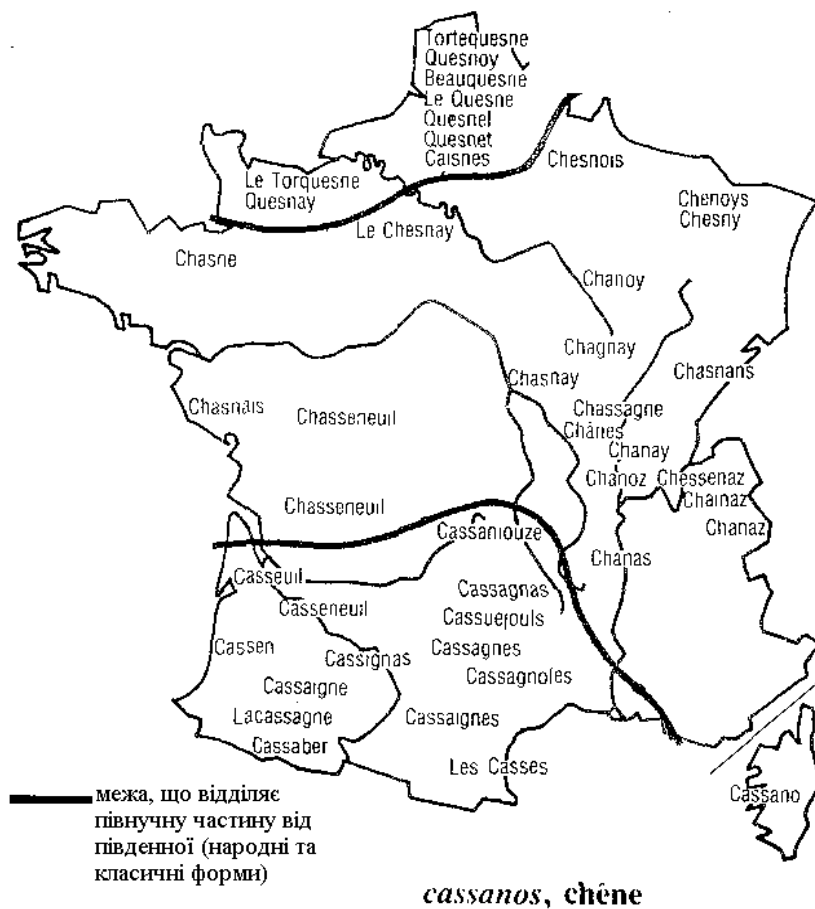 Tortequesne
Quesnoy
Beauquesne
Le Quesne
Quesnel
Quesnet
Caisnes
Chesnois
Le Torquesne
Quesnay
Chenoys
Chesny
Le Chesnay
Chasne
Chanoy
Chagnay
Chasnay
Chasnans
Chasnais
Chasseneuil
Chassagne
Chânes
Chanay
Chanoz
Chessenaz
Chainaz
Chanaz
Chasseneuil
Cassaniouze
Chanas
Casseuil
Cassagnas
Casseneuil
Cassuejouls
Cassen
Cassignas
Cassagnes
Cassagnoles
Cassaigne
Lacassagne
Cassaignes
Cassaber
Les Casses
Cassano
межа, що відділяє
північну частину від
південної (народні та
класичні форми)
cassanos, chêne